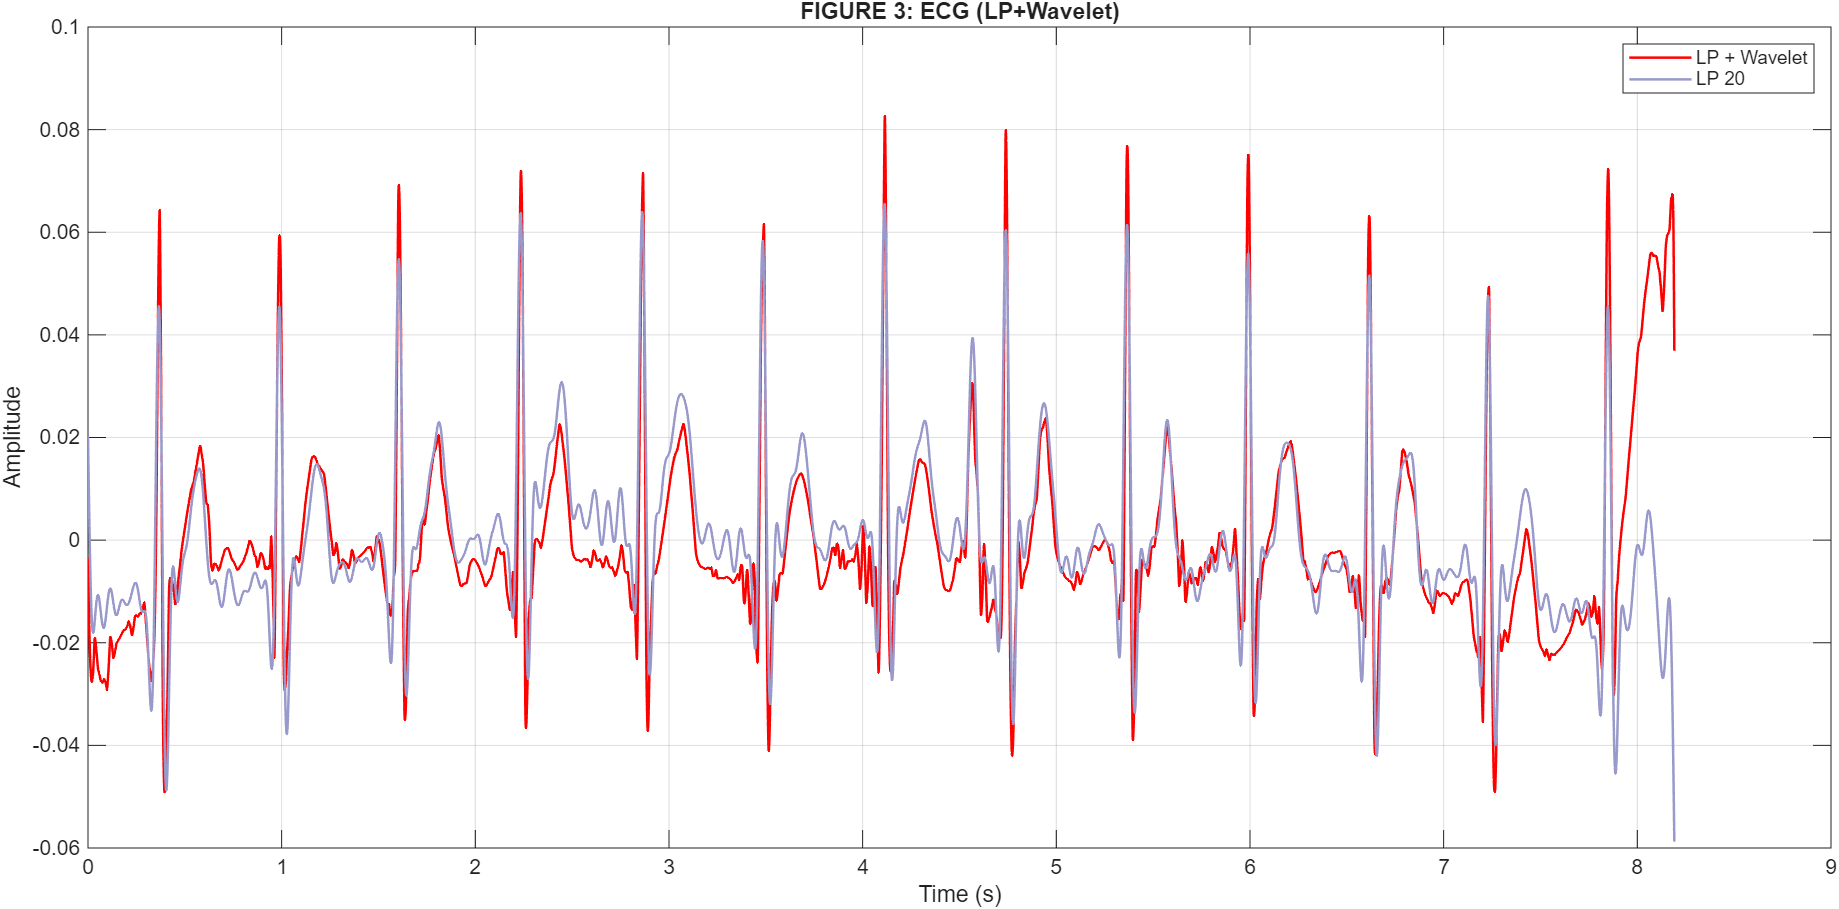 FIGURE 3: ECG (LP+Wavelet)
0.1
LP + Wavelet
LP 20
0.08
0.06
0.04
Amplitude
0.02
0
-0.02
-0.04
-0.06
0 1 2 3 4 5 6 7 8 9
Time (s)